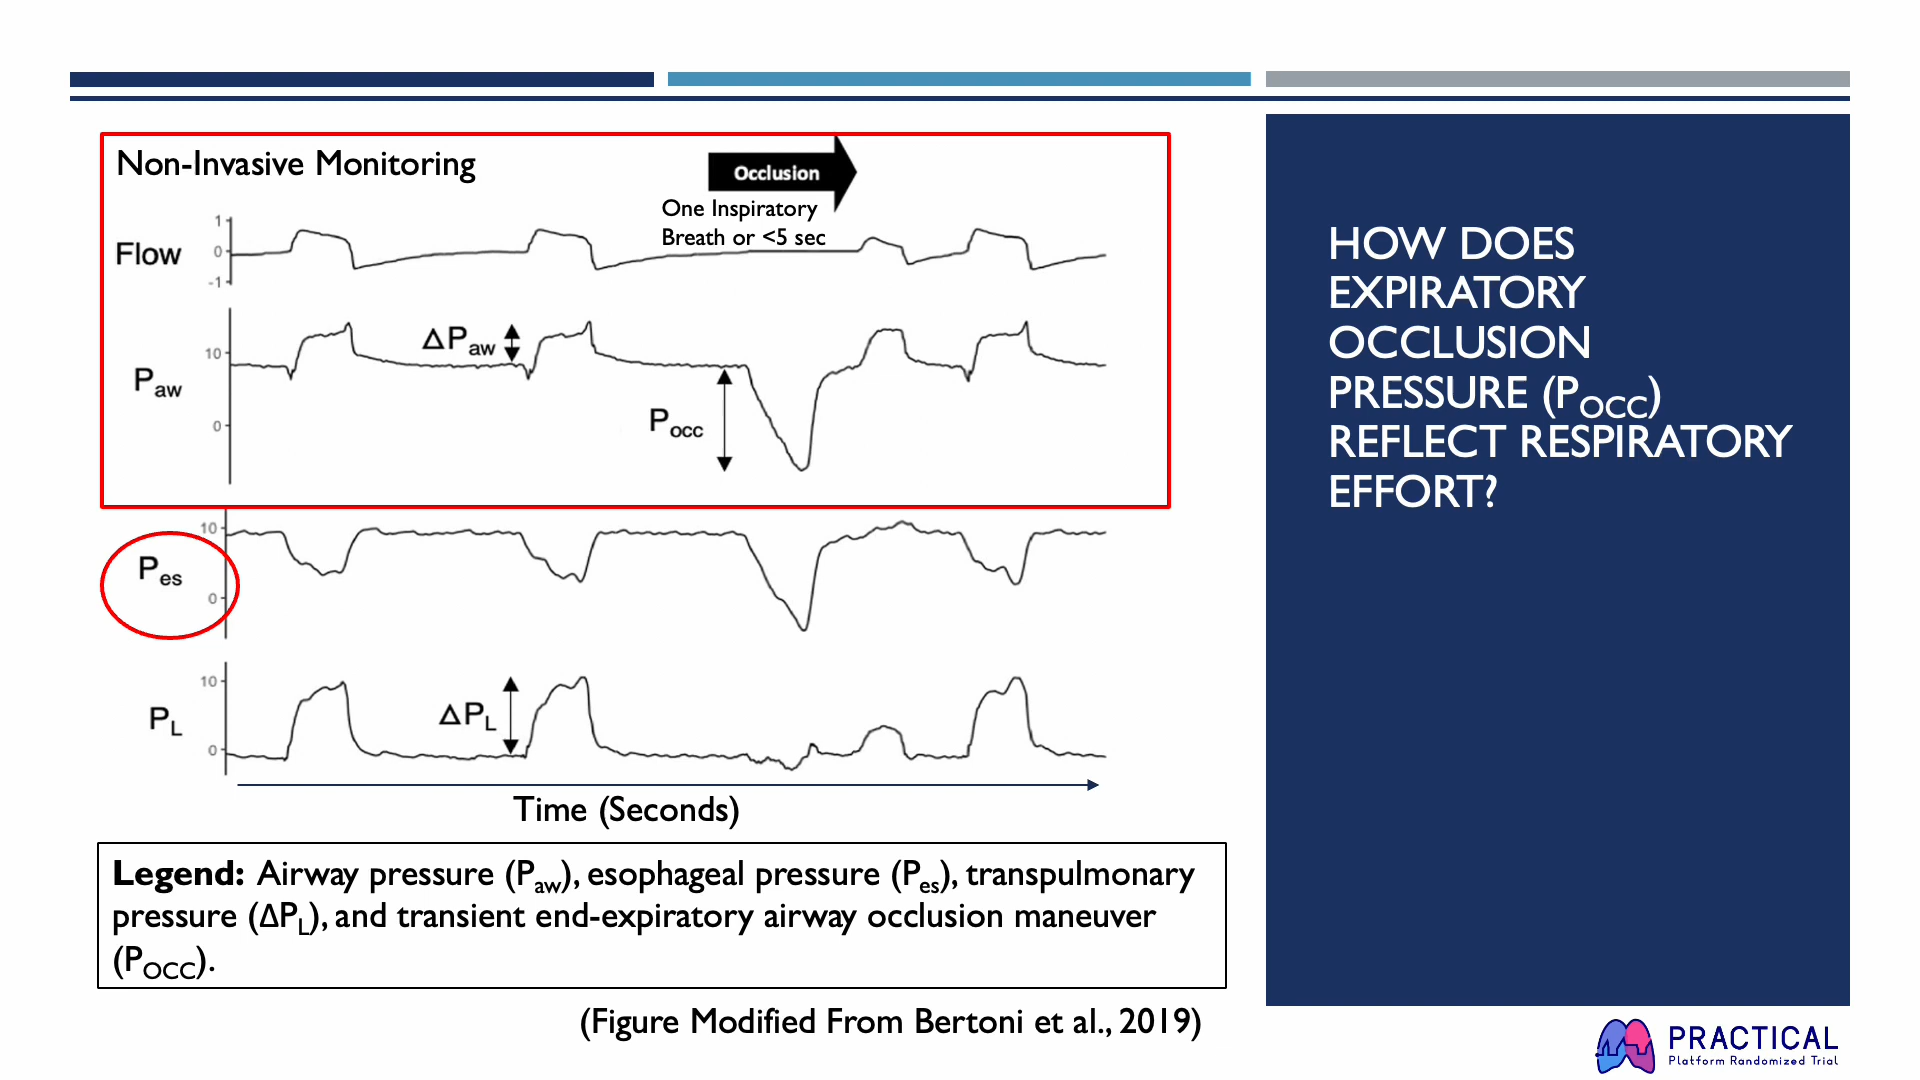 Non-Invasive Monitoring
Occlusion
One Inspiratory
Breath or <5 sec
Flow
1
0
-1
ΔPaw
Paw
10
0
Pocc
Pes
10
0
PL
10
0
ΔPL
Time (Seconds)
Legend: Airway pressure (Paw), esophageal pressure (Pes), transpulmonary
pressure (ΔPL), and transient end-expiratory airway occlusion maneuver
(POCC).
(Figure Modified From Bertoni et al., 2019)
HOW DOES
EXPIRATORY
OCCLUSION
PRESSURE (POCC)
REFLECT RESPIRATORY
EFFORT?
PRACTICAL
Platform Randomized Trial